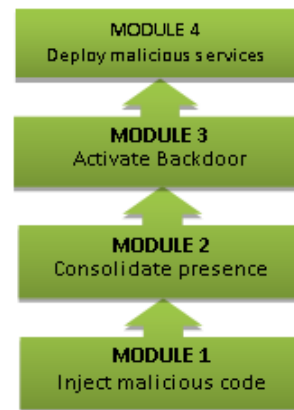 MODULE 4
Deploy malicious services
MODULE 3
Activate Backdoor
MODULE 2
Consolidate presence
MODULE 1
Inject malicious code